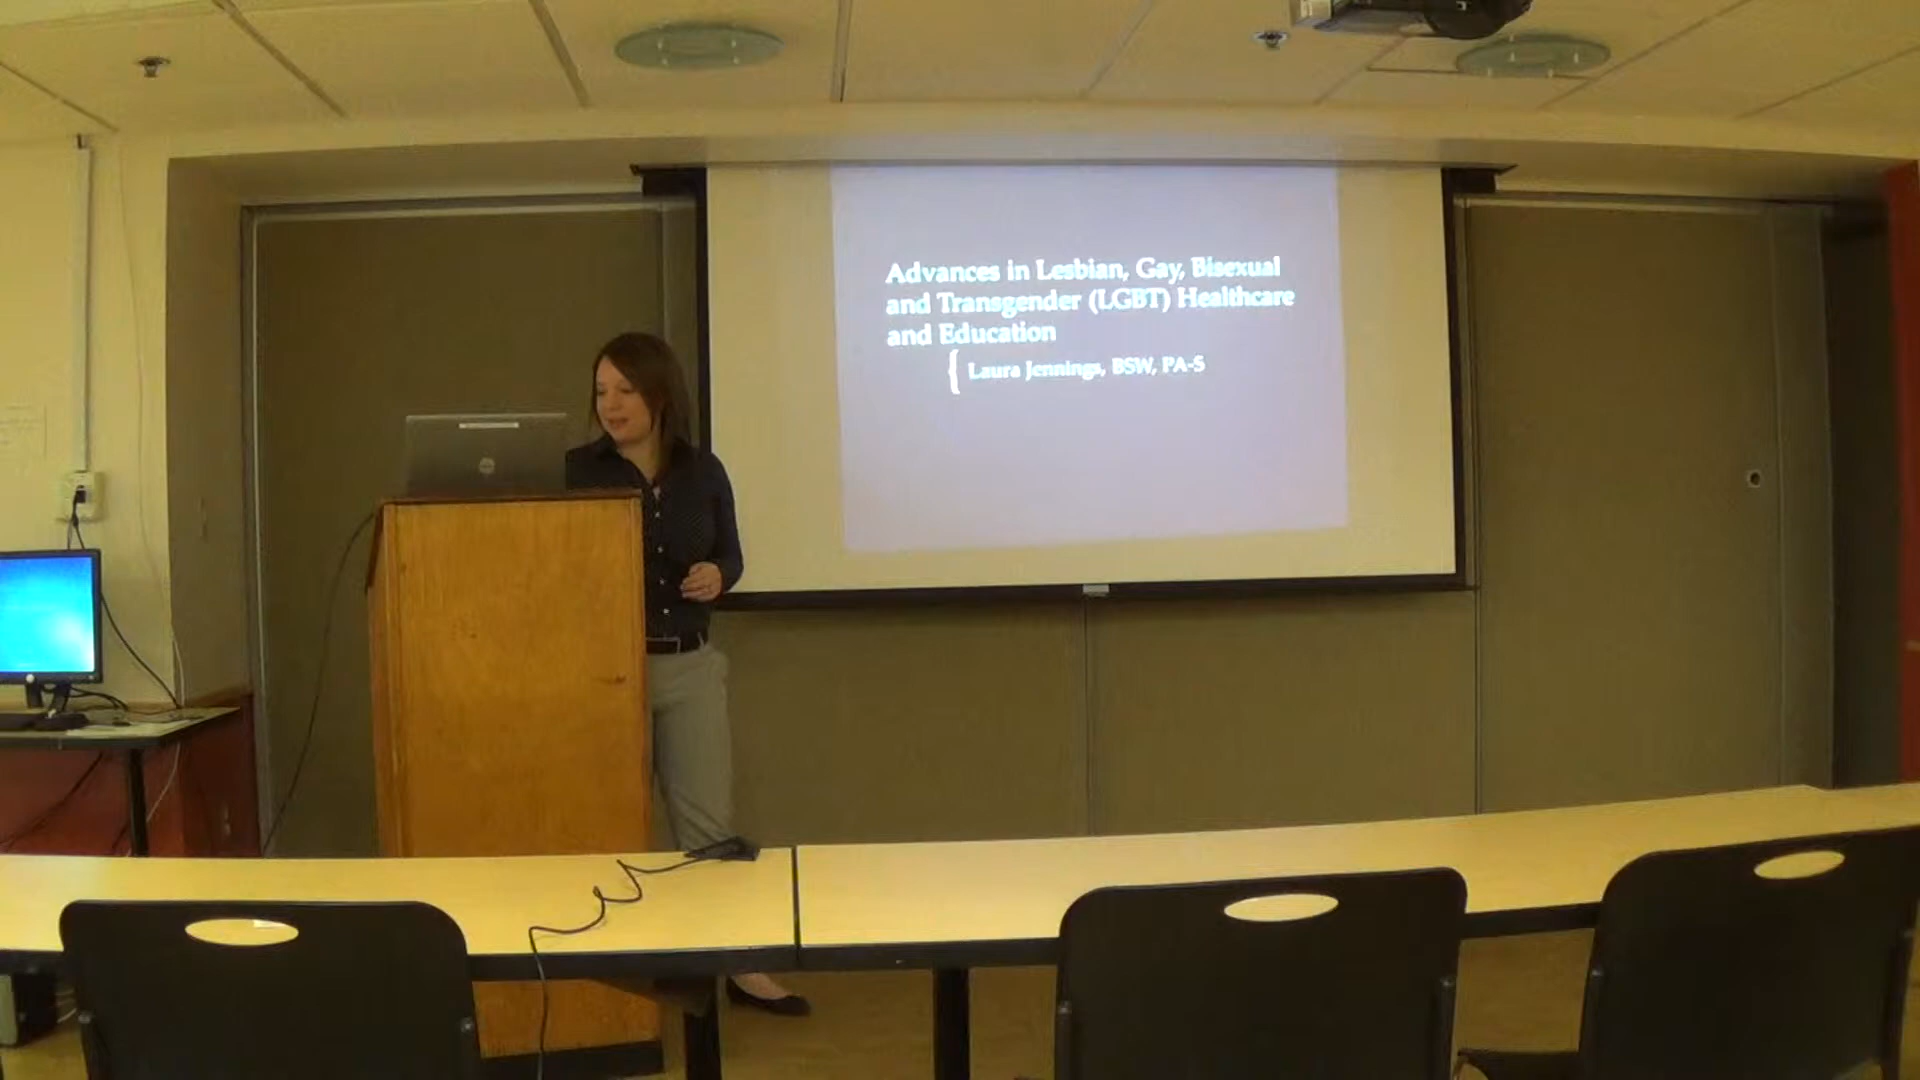 Advances in Lesbian, Gay, Bisexual
and Transgender (LGBT) Healthcare
and Education
{ Laura Jennings, BSW, PA-S